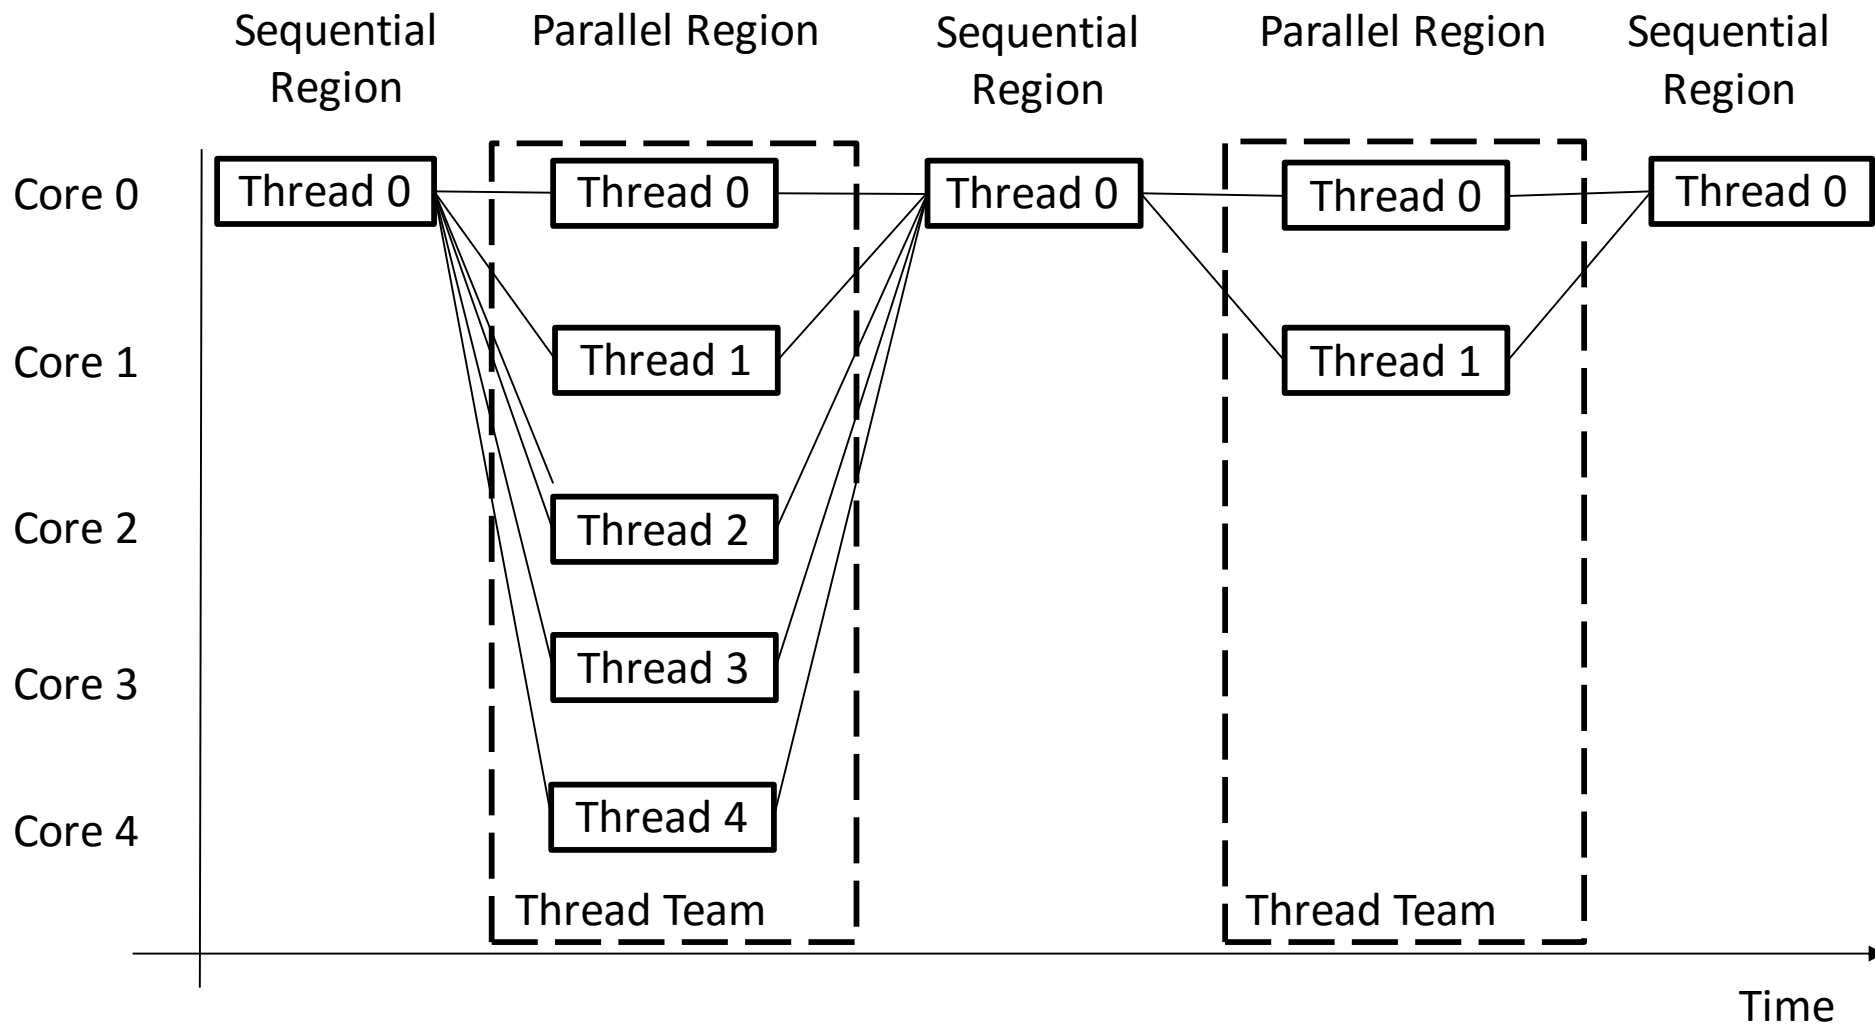 Sequential
Region
Parallel Region
Sequential
Region
Parallel Region
Sequential
Region
Core 0
Thread 0
Thread 0
Thread 0
Thread 0
Thread 0
Core 1
Thread 1
Thread 1
Core 2
Thread 2
Core 3
Thread 3
Core 4
Thread 4
Thread Team
Thread Team
Time